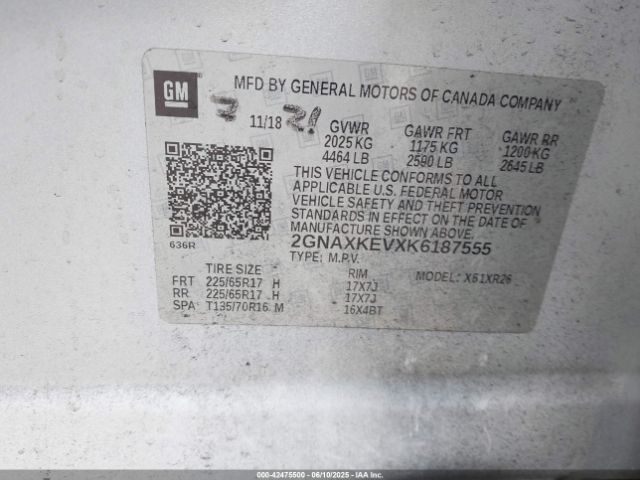 GM
MFD BY GENERAL MOTORS OF CANADA COMPANY
11/18
GVWR GAWR FRT GAWR RR
2025 KG 1175 KG 1200 KG
4464 LB 2590 LB 2645 LB
THIS VEHICLE CONFORMS TO ALL
APPLICABLE U.S. FEDERAL MOTOR
VEHICLE SAFETY AND THEFT PREVENTION
STANDARDS IN EFFECT ON THE DATE OF
MANUFACTURE SHOWN ABOVE.
2GNAXKEVXK6187555
TYPE: M.P.V.
636R
TIRE SIZE RIM MODEL: X61XR26
FRT 225/65R17 H 17X7J
RR 225/65R17 H 17X7J
SPA T135/70R16 M 16X4BT
000-42475500 - 06/10/2025 - IAA Inc.